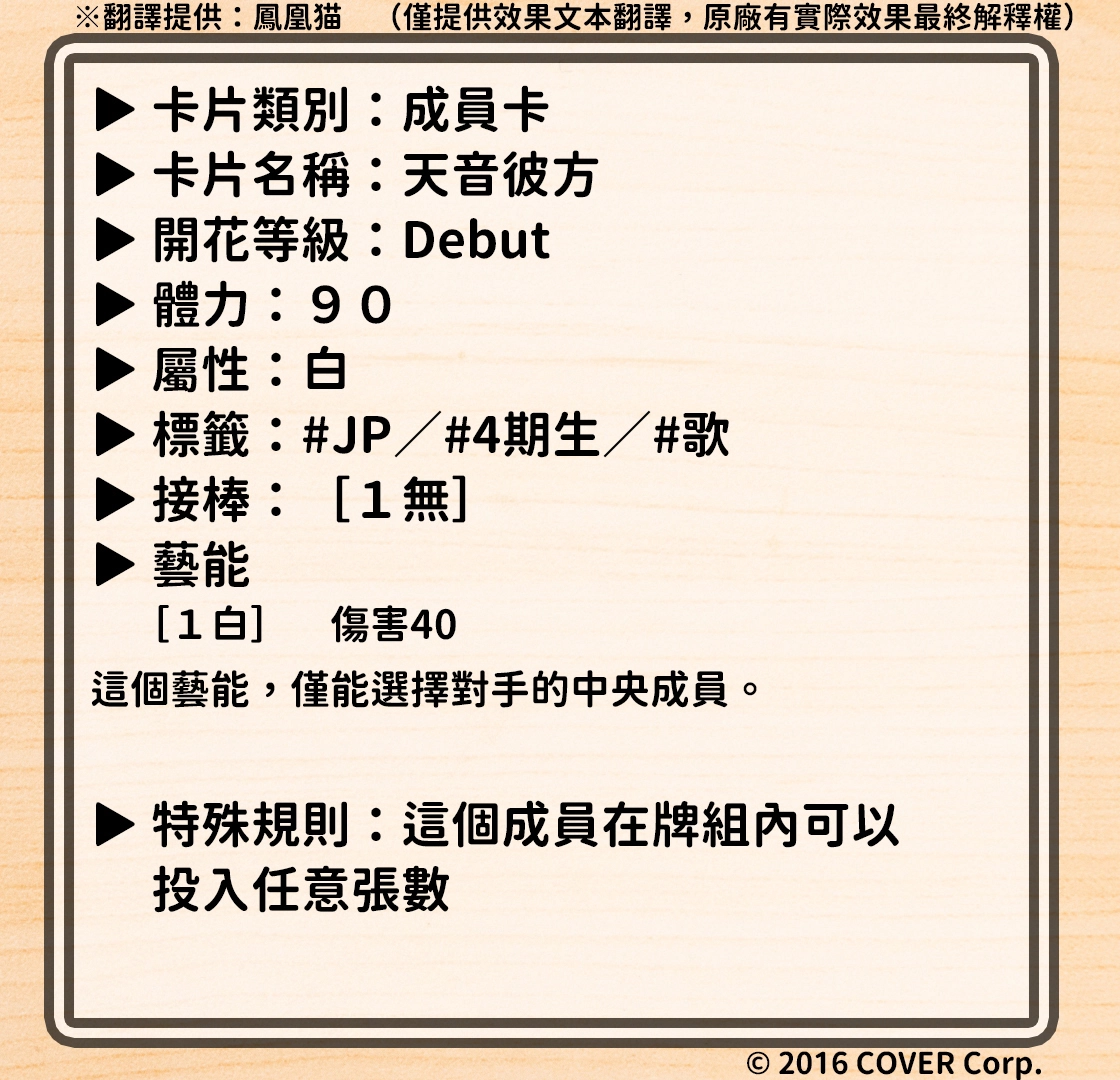 ※翻譯提供：鳳凰猫　（僅提供效果文本翻譯，原廠有實際效果最終解釋權）
▶ 卡片類別：成員卡
▶ 卡片名稱：天音彼方
▶ 開花等級：Debut
▶ 體力：９０
▶ 屬性：白
▶ 標籤：#JP／#4期生／#歌
▶ 接棒：［１無］
▶ 藝能
［１白］　傷害40
這個藝能，僅能選擇對手的中央成員。
▶ 特殊規則：這個成員在牌組內可以
投入任意張數
© 2016 COVER Corp.